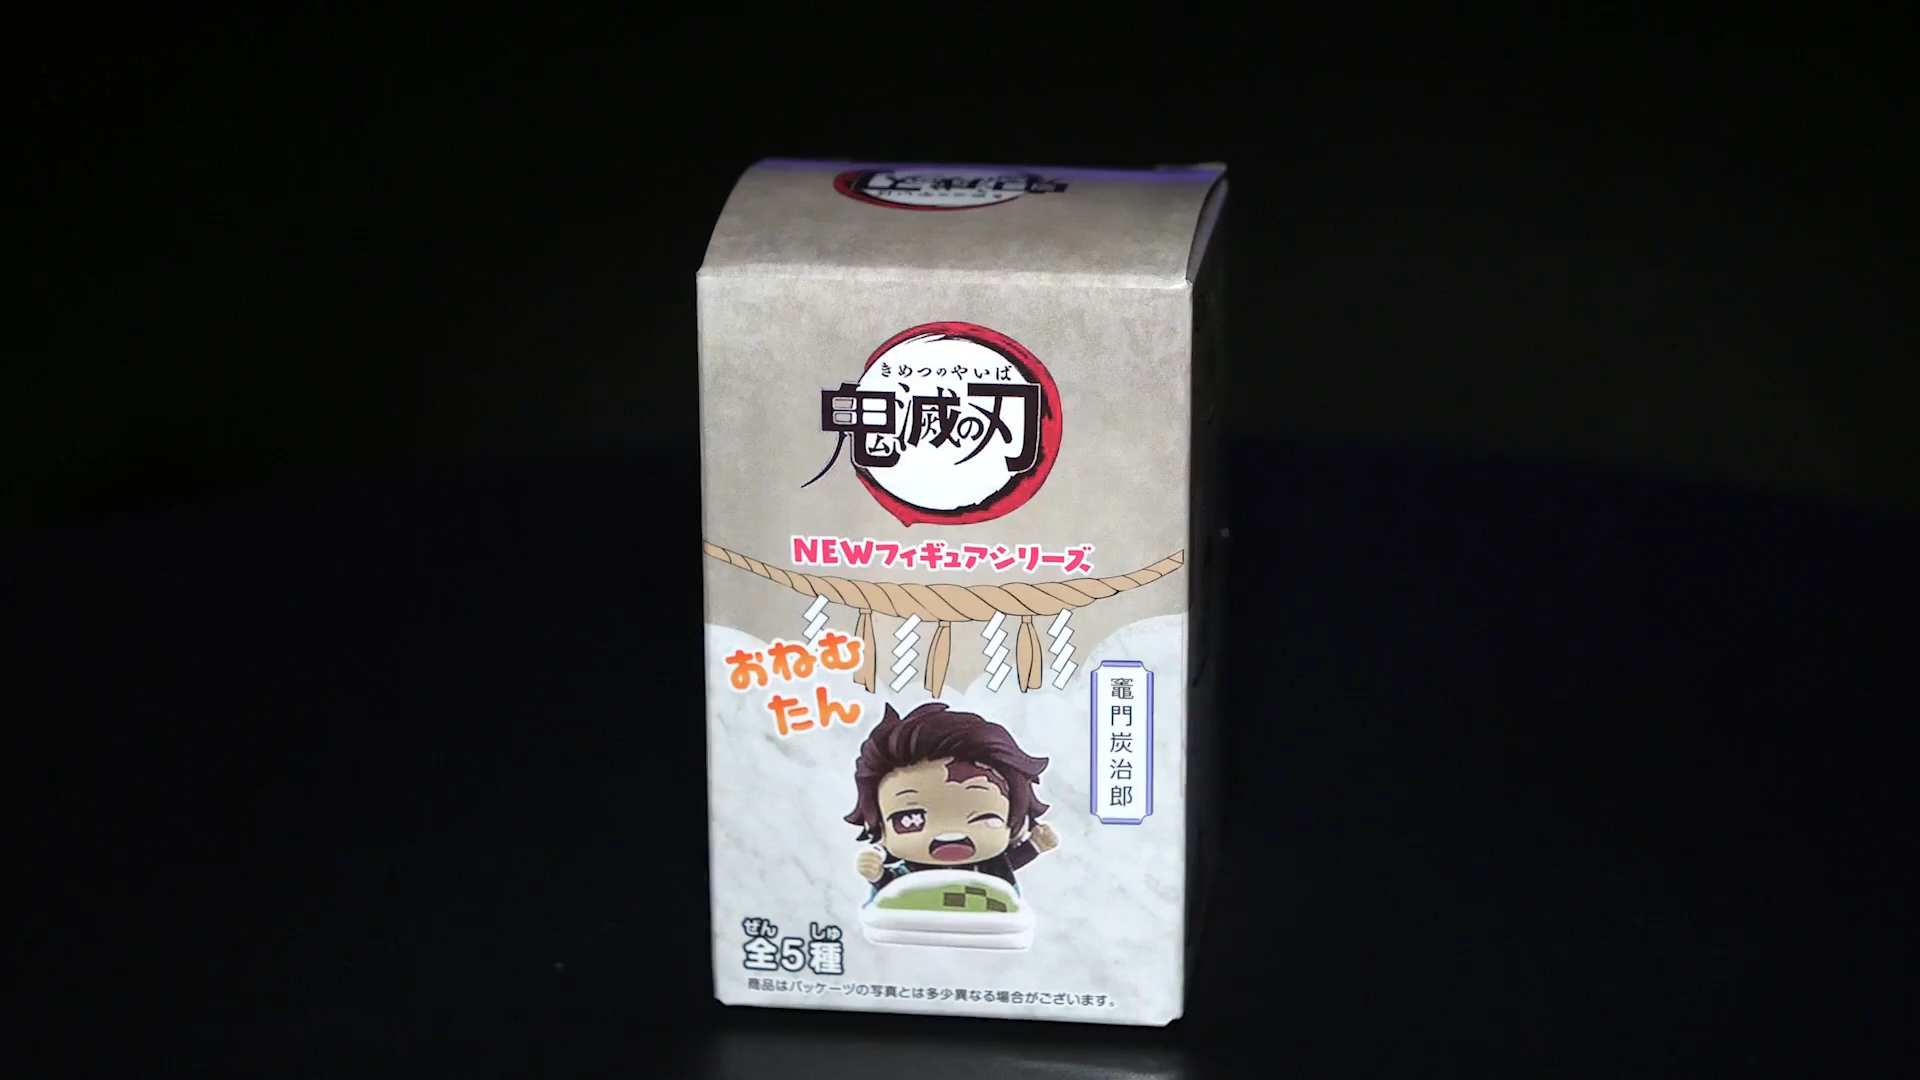 きめつのやいば
鬼滅の刃
NEWフィギュアシリーズ
おねむ
たん
竈門炭治郎
ぜん しゅ
全5種
商品はパッケージの写真とは多少異なる場合がございます。